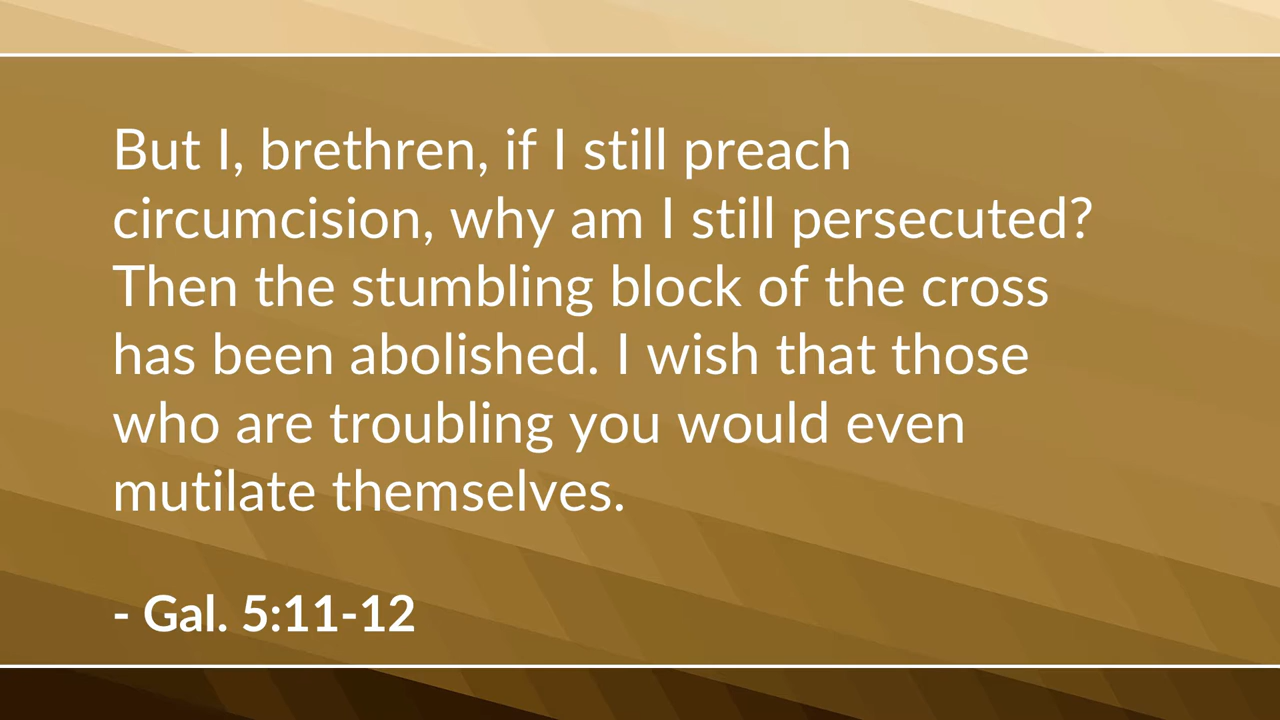 But I, brethren, if I still preach
circumcision, why am I still persecuted?
Then the stumbling block of the cross
has been abolished. I wish that those
who are troubling you would even
mutilate themselves.
- Gal. 5:11-12